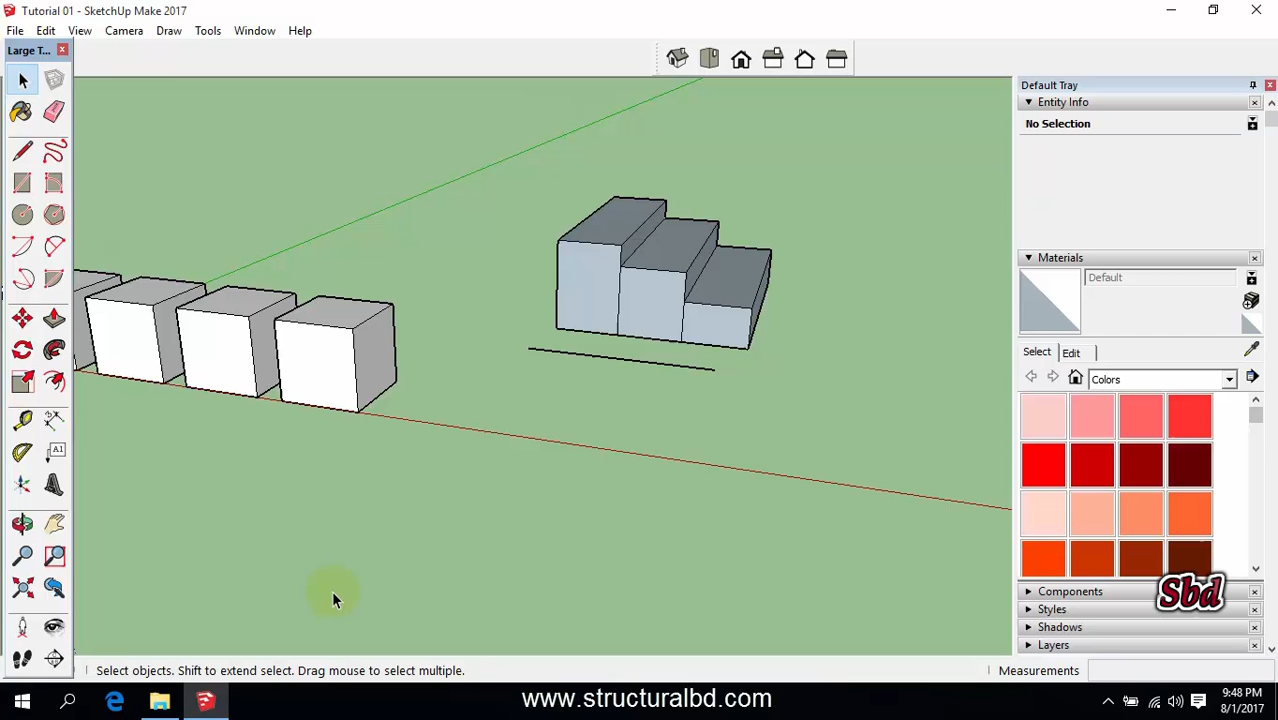 Tutorial 01 - SketchUp Make 2017
File Edit View Camera Draw Tools Window Help
Large T...
Default Tray
Entity Info
No Selection
Materials
Default
Select Edit
Colors
A1
Components
Styles
Shadows
Layers
Sbd
Select objects. Shift to extend select. Drag mouse to select multiple.
Measurements
www.structuralbd.com
9:48 PM
8/1/2017